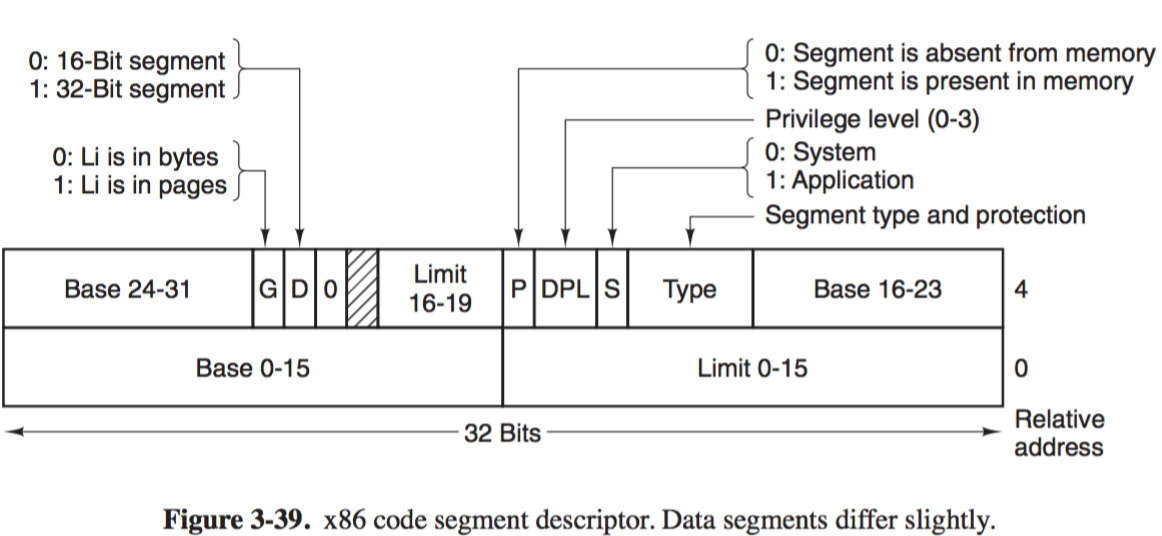 0: 16-Bit segment
1: 32-Bit segment
0: Li is in bytes
1: Li is in pages
0: Segment is absent from memory
1: Segment is present in memory
Privilege level (0-3)
0: System
1: Application
Segment type and protection
Base 24-31
G
D
0
Limit
16-19
P
DPL
S
Type
Base 16-23
4
Base 0-15
Limit 0-15
0
32 Bits
Relative
address
Figure 3-39. x86 code segment descriptor. Data segments differ slightly.